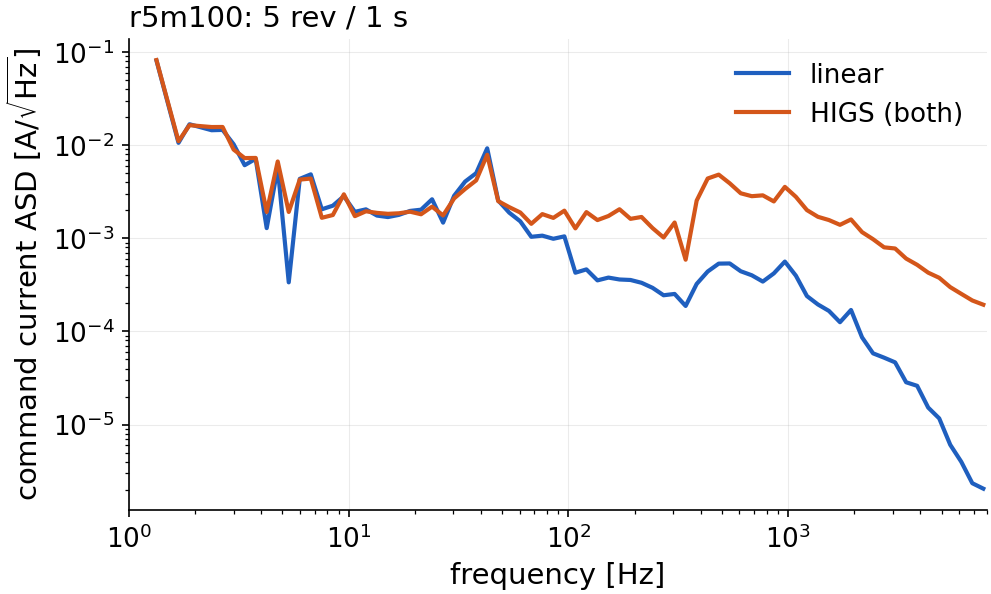 r5m100: 5 rev / 1 s
command current ASD [A/√Hz]
10⁻¹
10⁻²
10⁻³
10⁻⁴
10⁻⁵
linear
HIGS (both)
10⁰
10¹
10²
10³
frequency [Hz]